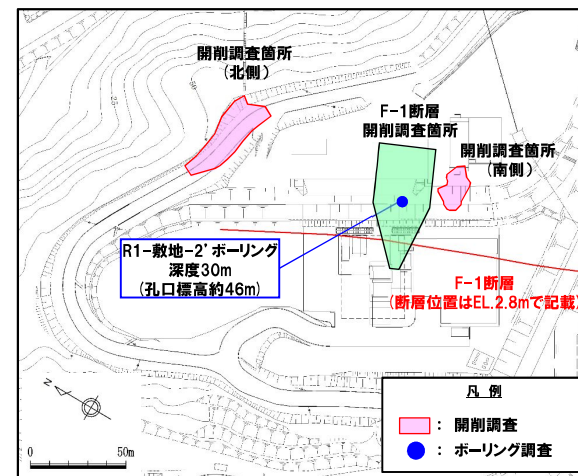 開削調査箇所
(北側)
F-1断層
開削調査箇所
開削調査箇所
(南側)
R1-敷地-2’ボーリング
深度30m
(孔口標高約46m)
F-1断層
(断層位置はEL.2.8mで記載)
N
0
50m
凡 例
： 開削調査
： ボーリング調査